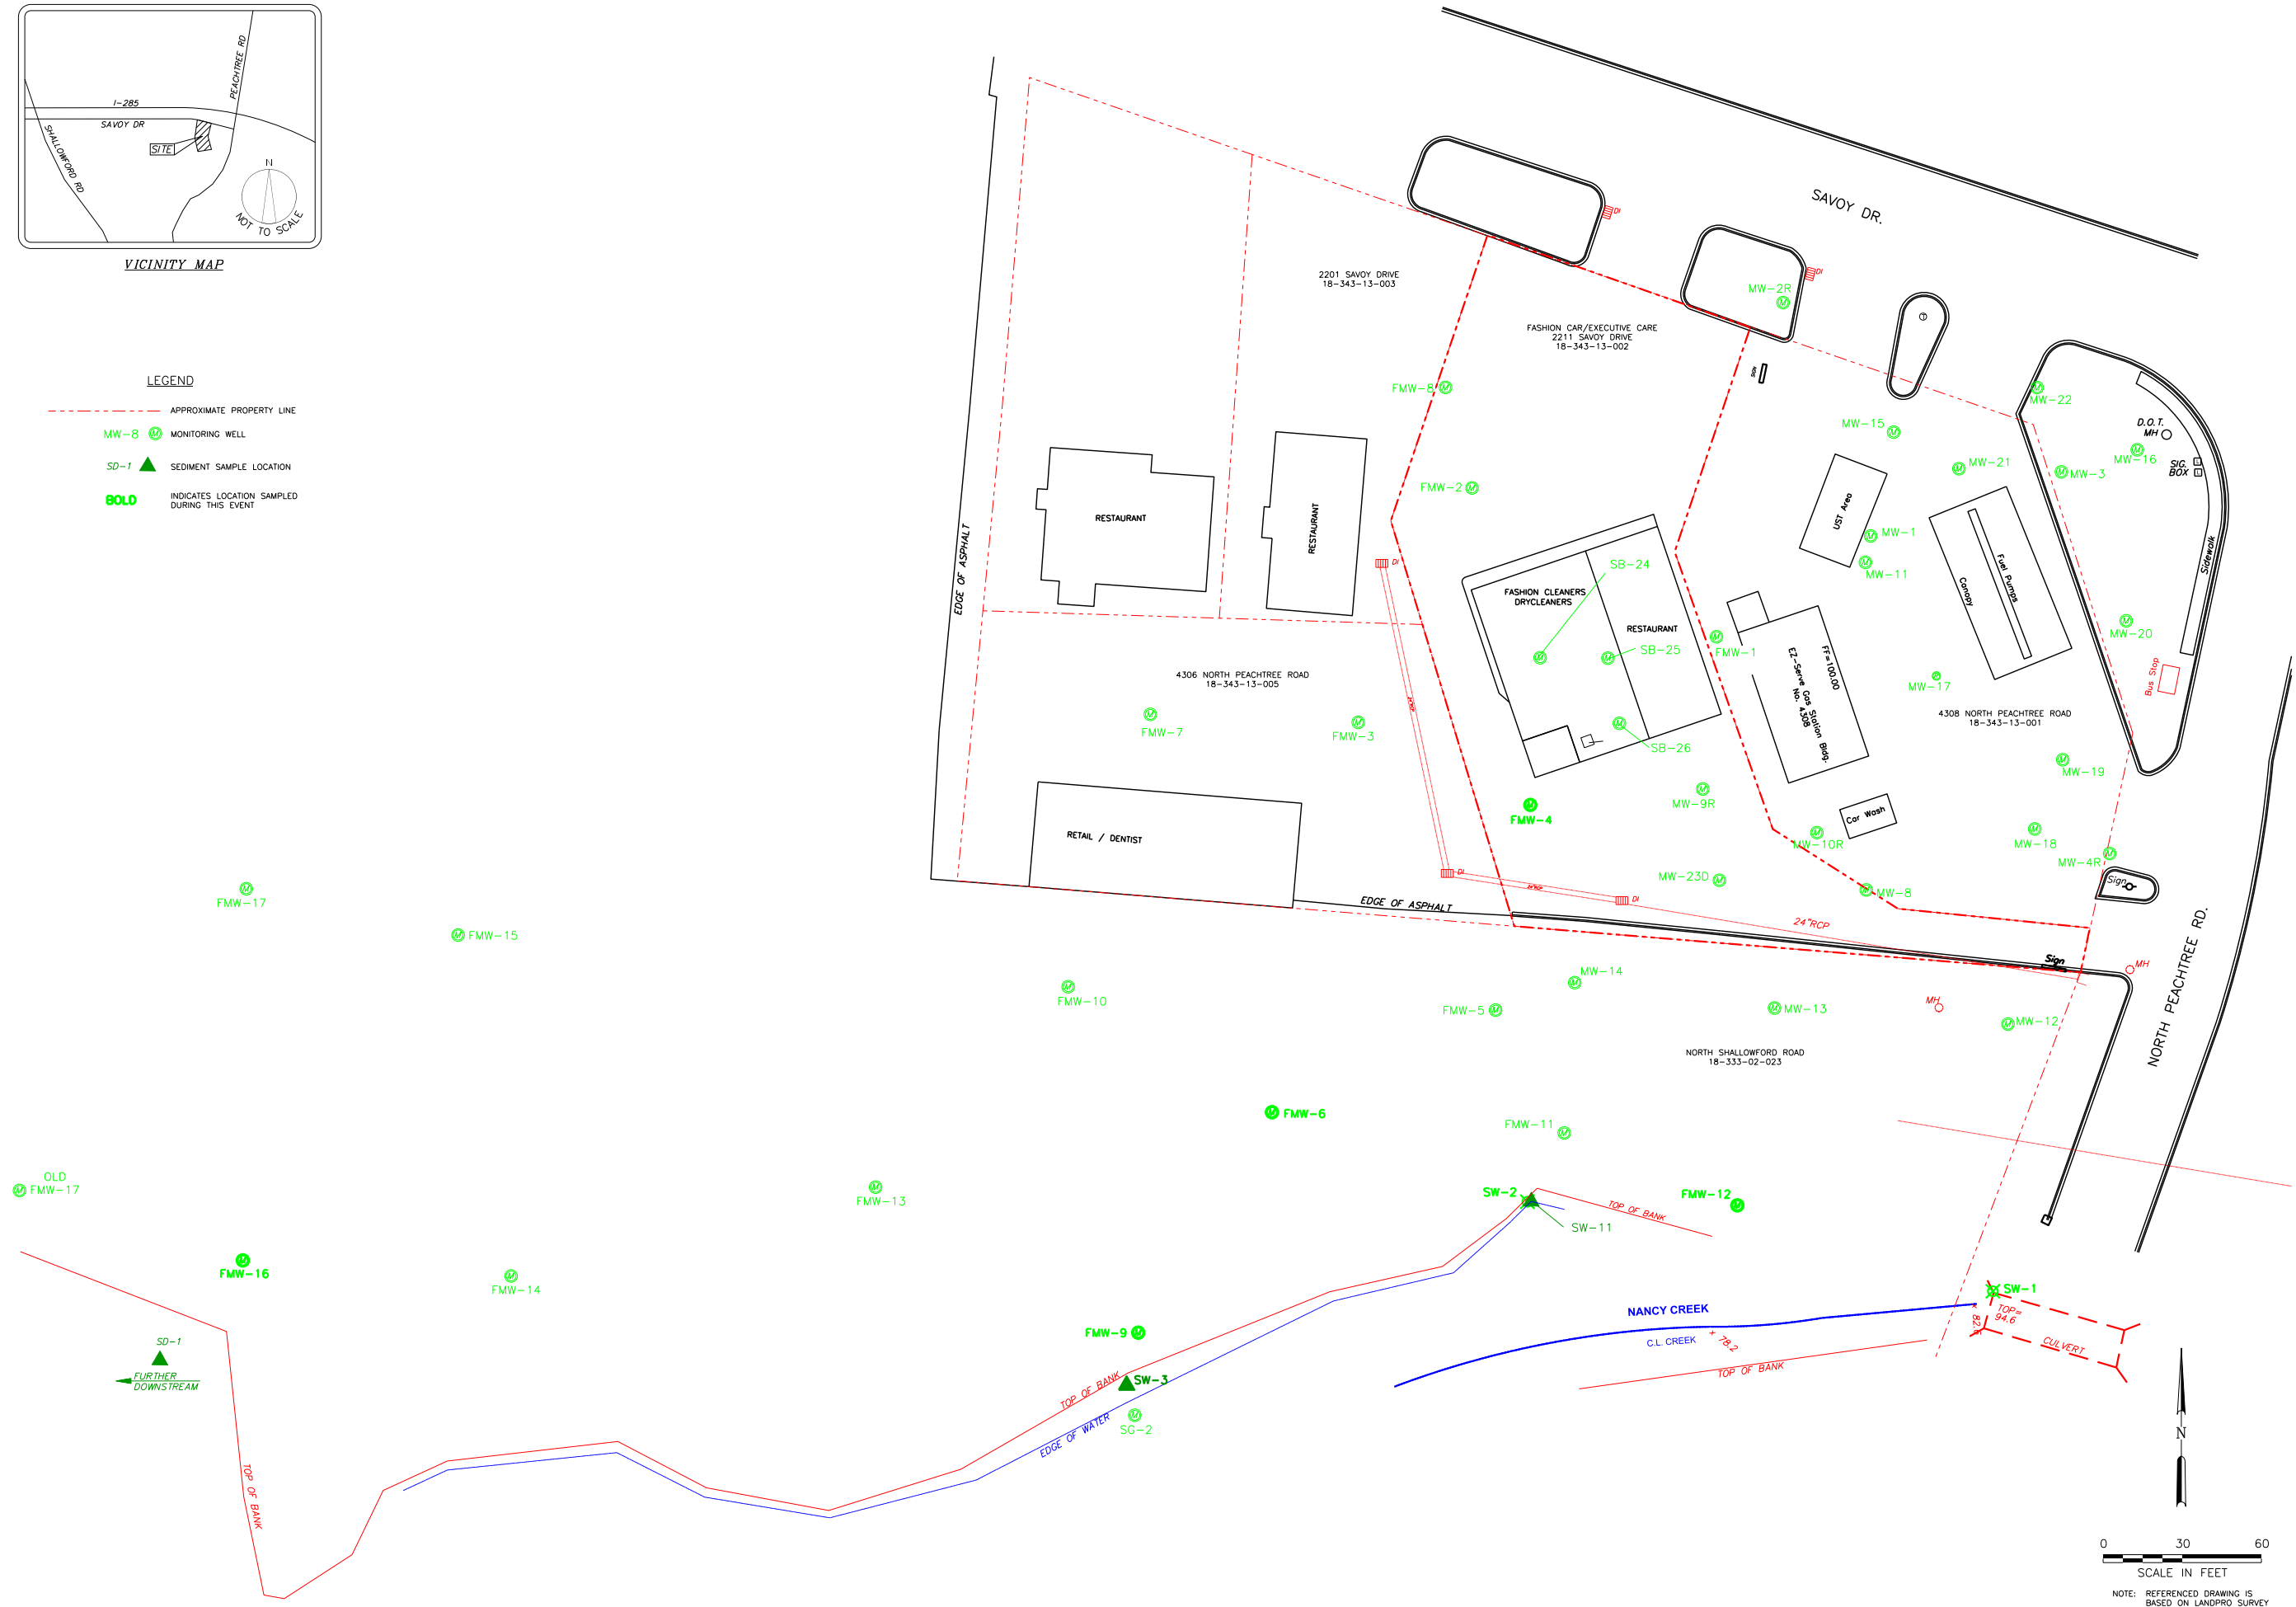 I-285
SAVOY DR
PEACHTREE RD
SHALLOWFORD RD
SITE
N
NOT TO SCALE
VICINITY MAP
LEGEND
APPROXIMATE PROPERTY LINE
MW-8 M MONITORING WELL
SD-1 SEDIMENT SAMPLE LOCATION
BOLD INDICATES LOCATION SAMPLED
DURING THIS EVENT
SAVOY DR.
DI
DI
2201 SAVOY DRIVE
18-343-13-003
MW-2R
FASHION CAR/EXECUTIVE CARE
2211 SAVOY DRIVE
18-343-13-002
T
SIGN
FMW-8
MW-22
MW-15
D.O.T.
MH
MW-16
SIG.
BOX
MW-21
MW-3
FMW-2
RESTAURANT
RESTAURANT
UST Area
MW-1
MW-11
Canopy
Fuel Pumps
Sidewalk
EDGE OF ASPHALT
DI
SB-24
FASHION CLEANERS
DRYCLEANERS
RESTAURANT
SB-25
FMW-1
FF=100.00
EZ-Serve Gas Station Bldg.
No. 4308
MW-20
Bus Stop
MW-17
4306 NORTH PEACHTREE ROAD
18-343-13-005
4308 NORTH PEACHTREE ROAD
18-343-13-001
FMW-7
FMW-3
SB-26
MW-19
MW-9R
FMW-4
Car Wash
RETAIL / DENTIST
MW-10R
MW-18
MW-4R
DI
MW-23D
MW-8
Sign
DI
FMW-17
EDGE OF ASPHALT
24"RCP
FMW-15
NORTH PEACHTREE RD.
Sign
MH
MW-14
FMW-10
FMW-5
MW-13
MH
MW-12
NORTH SHALLOWFORD ROAD
18-333-02-023
FMW-6
FMW-11
OLD
FMW-17
FMW-13
SW-2
FMW-12
TOP OF BANK
SW-11
FMW-16
FMW-14
SW-1
NANCY CREEK
TOP=
94.6
C.L. CREEK
78.2
CULVERT
FMW-9
SD-1
FURTHER
DOWNSTREAM
TOP OF BANK
SW-3
TOP OF BANK
SG-2
EDGE OF WATER
TOP OF BANK
N
0 30 60
SCALE IN FEET
NOTE: REFERENCED DRAWING IS
BASED ON LANDPRO SURVEY